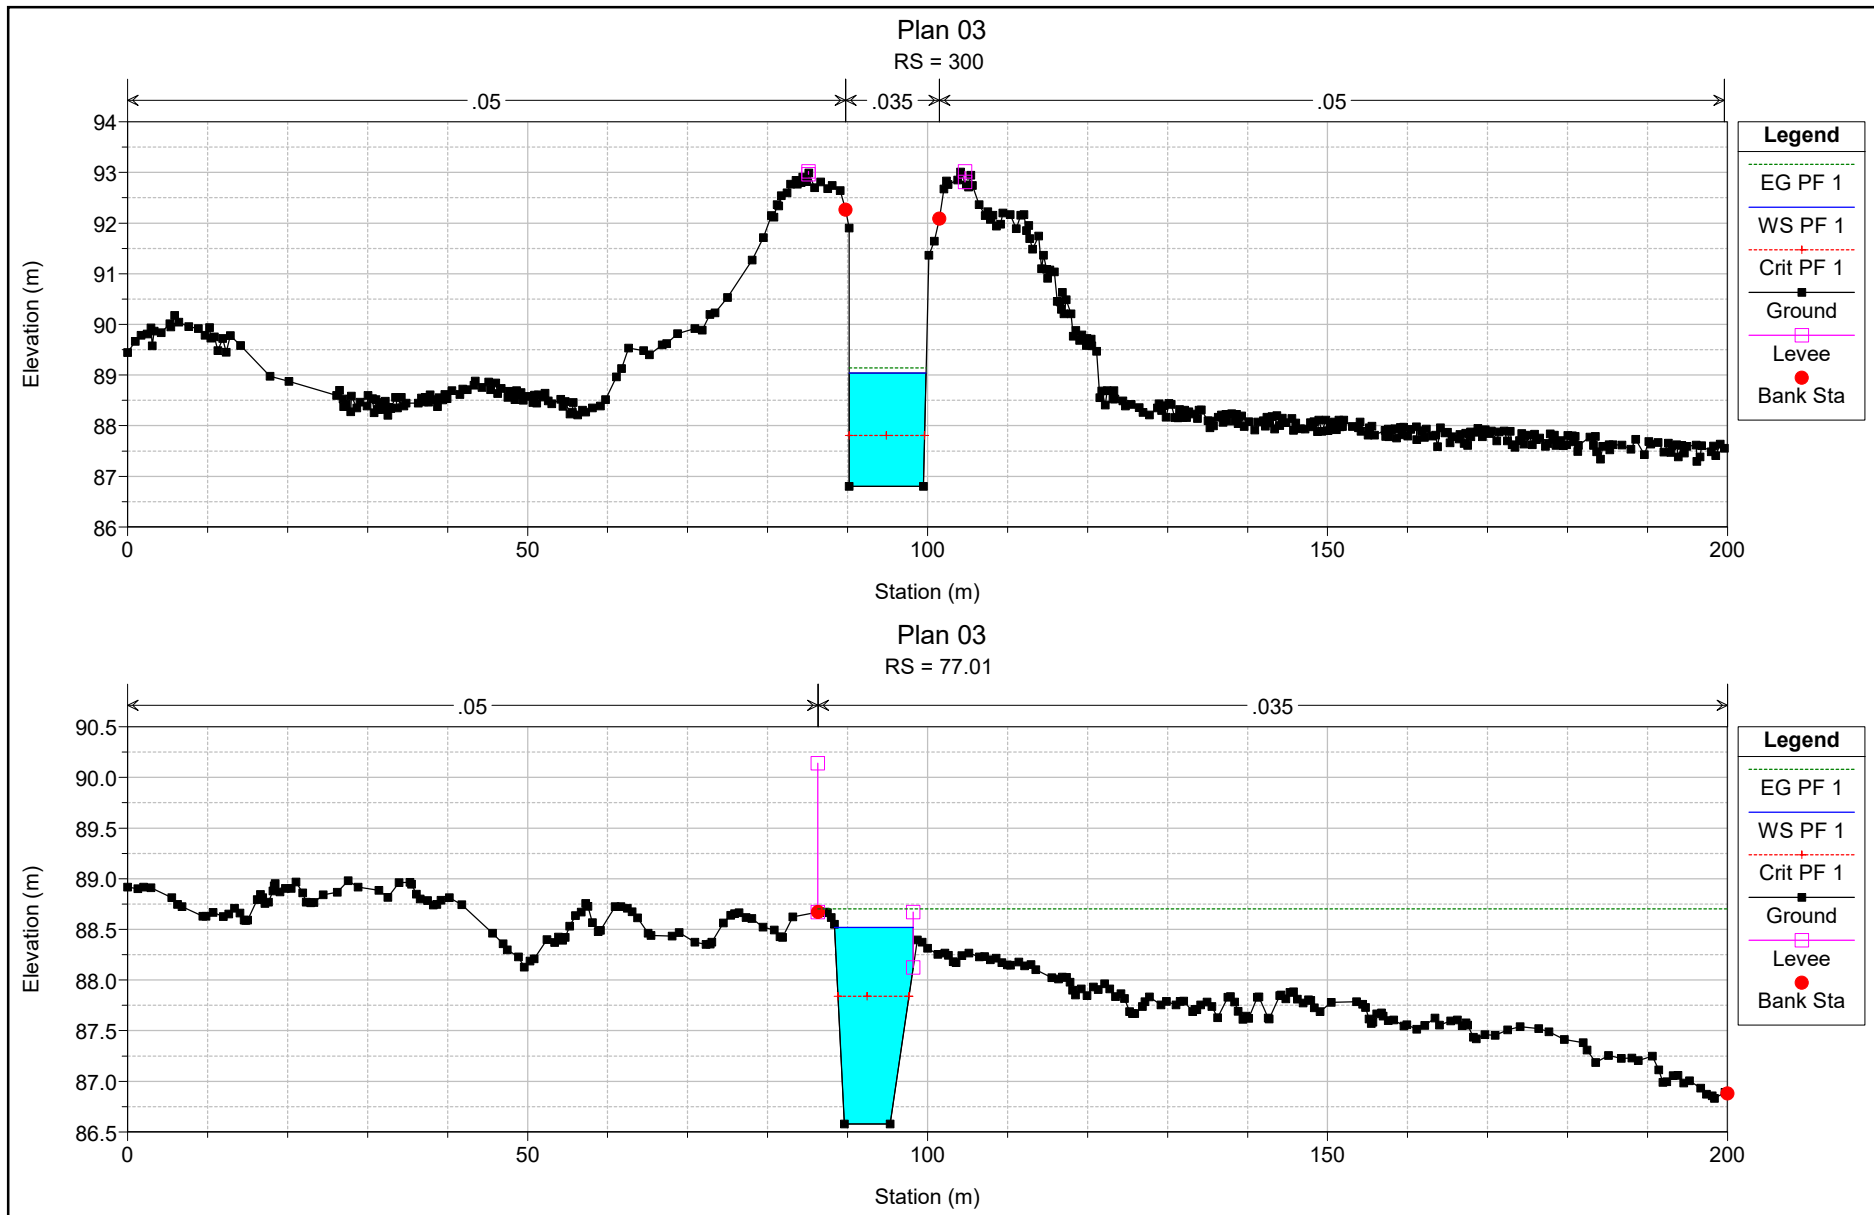 Plan 03
RS = 300
.05 .035 .05
94
93
92
91
90
89
88
87
86
0 50 100 150 200
Elevation (m)
Station (m)
Legend
EG PF 1
WS PF 1
Crit PF 1
Ground
Levee
Bank Sta
Plan 03
RS = 77.01
.05 .035
90.5
90.0
89.5
89.0
88.5
88.0
87.5
87.0
86.5
0 50 100 150 200
Elevation (m)
Station (m)
Legend
EG PF 1
WS PF 1
Crit PF 1
Ground
Levee
Bank Sta